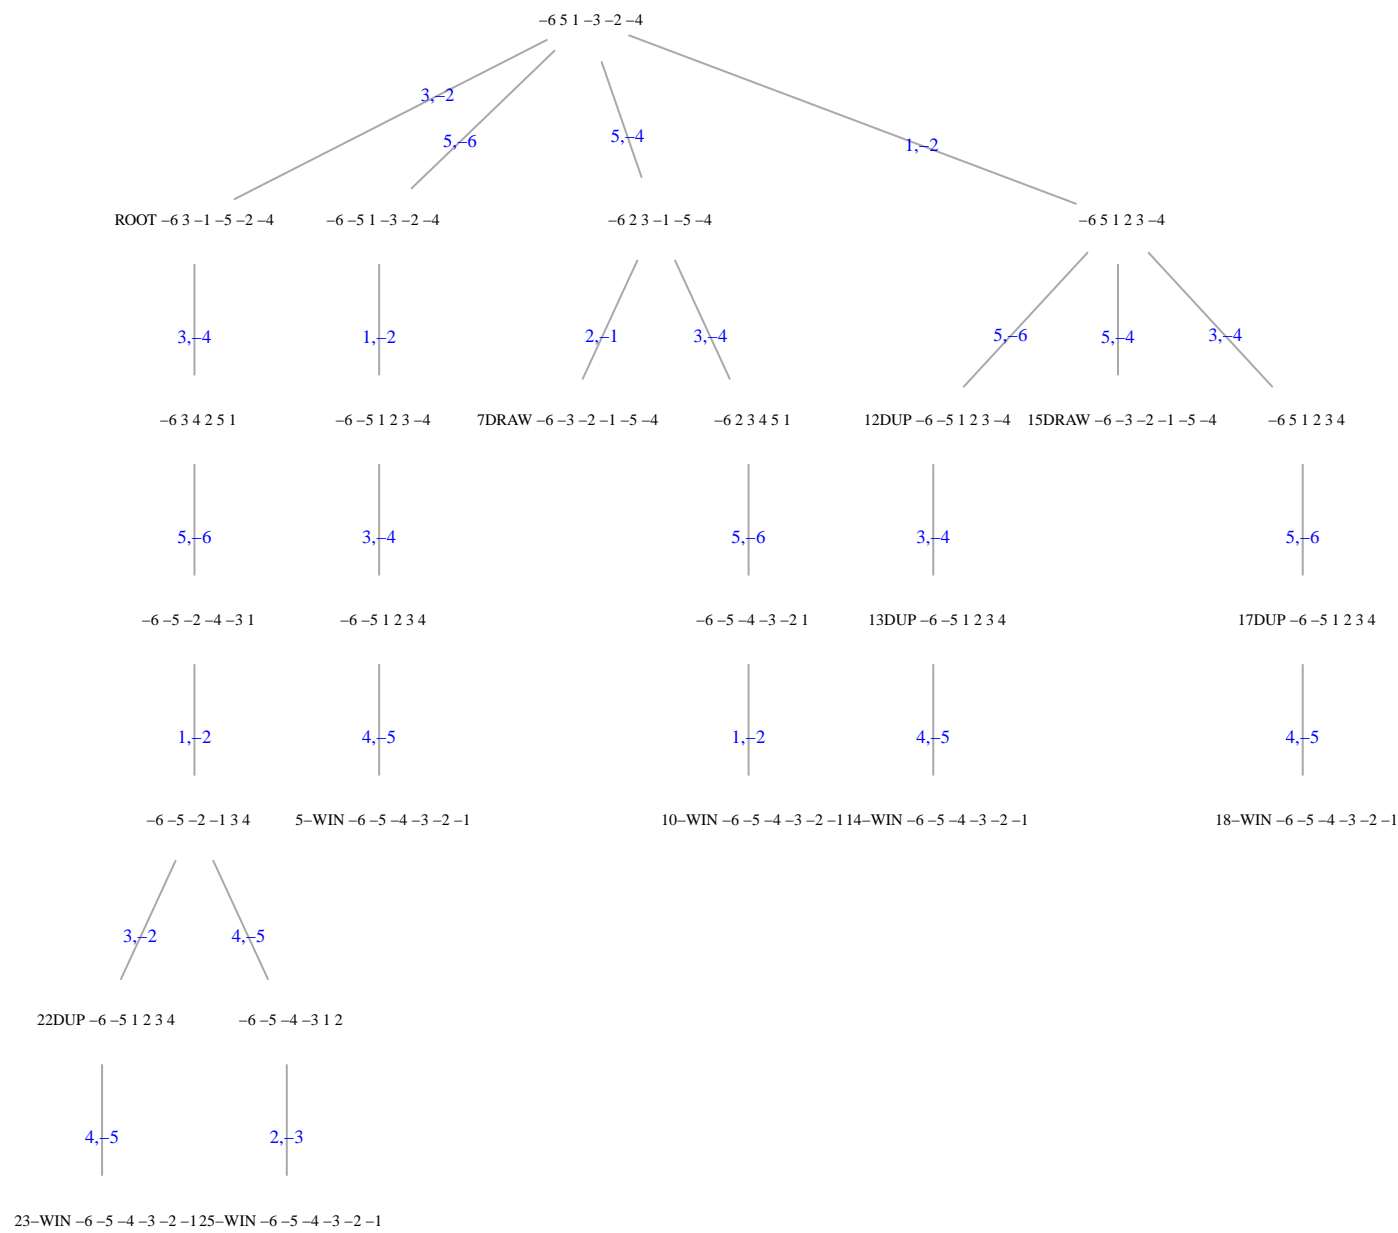 −6 5 1 −3 −2 −4
3,−2
5,−6
5,−4
1,−2
ROOT −6 3 −1 −5 −2 −4
−6 −5 1 −3 −2 −4
−6 2 3 −1 −5 −4
−6 5 1 2 3 −4
3,−4
1,−2
2,−1
3,−4
5,−6
5,−4
3,−4
−6 3 4 2 5 1
−6 −5 1 2 3 −4
7DRAW −6 −3 −2 −1 −5 −4
−6 2 3 4 5 1
12DUP −6 −5 1 2 3 −4
15DRAW −6 −3 −2 −1 −5 −4
−6 5 1 2 3 4
5,−6
3,−4
5,−6
3,−4
5,−6
−6 −5 −2 −4 −3 1
−6 −5 1 2 3 4
−6 −5 −4 −3 −2 1
13DUP −6 −5 1 2 3 4
17DUP −6 −5 1 2 3 4
1,−2
4,−5
1,−2
4,−5
4,−5
−6 −5 −2 −1 3 4
5−WIN −6 −5 −4 −3 −2 −1
10−WIN −6 −5 −4 −3 −2 −1
14−WIN −6 −5 −4 −3 −2 −1
18−WIN −6 −5 −4 −3 −2 −1
3,−2
4,−5
22DUP −6 −5 1 2 3 4
−6 −5 −4 −3 1 2
4,−5
2,−3
23−WIN −6 −5 −4 −3 −2 −1
25−WIN −6 −5 −4 −3 −2 −1